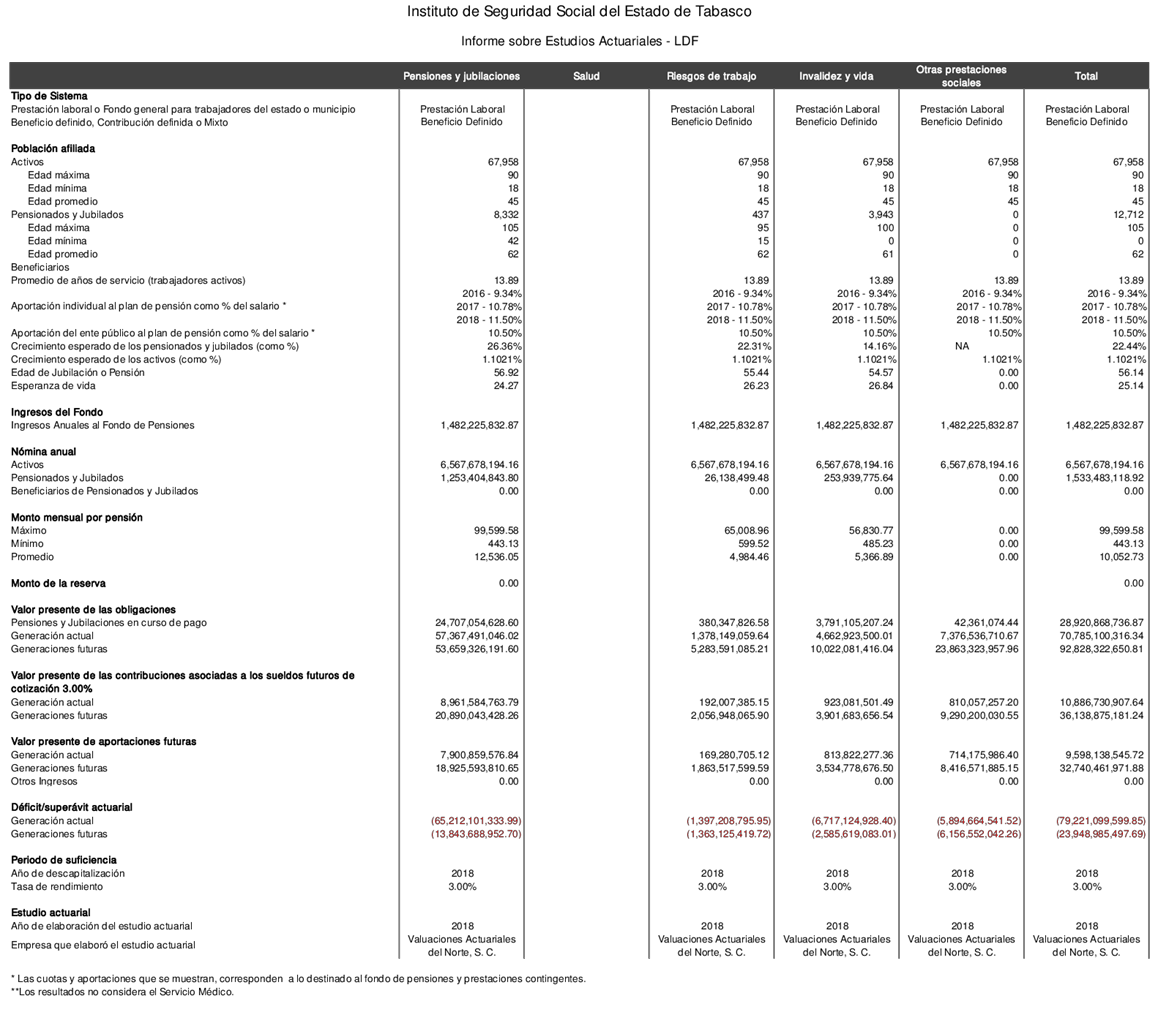 Instituto de Seguridad Social del Estado de Tabasco
Informe sobre Estudios Actuariales - LDF
Pensiones y jubilaciones Salud Riesgos de trabajo Invalidez y vida Otras prestaciones sociales Total
Tipo de Sistema
Prestación laboral o Fondo general para trabajadores del estado o municipio Prestación Laboral Prestación Laboral Prestación Laboral Prestación Laboral Prestación Laboral
Beneficio definido, Contribución definida o Mixto Beneficio Definido Beneficio Definido Beneficio Definido Beneficio Definido Beneficio Definido
Población afiliada
Activos 67,958 67,958 67,958 67,958 67,958
Edad máxima 90 90 90 90 90
Edad mínima 18 18 18 18 18
Edad promedio 45 45 45 45 45
Pensionados y Jubilados 8,332 437 3,943 0 12,712
Edad máxima 105 95 100 0 105
Edad mínima 42 15 0 0 0
Edad promedio 62 62 61 0 62
Beneficiarios
Promedio de años de servicio (trabajadores activos) 13.89 13.89 13.89 13.89 13.89
2016 - 9.34% 2016 - 9.34% 2016 - 9.34% 2016 - 9.34% 2016 - 9.34%
Aportación individual al plan de pensión como % del salario * 2017 - 10.78% 2017 - 10.78% 2017 - 10.78% 2017 - 10.78% 2017 - 10.78%
2018 - 11.50% 2018 - 11.50% 2018 - 11.50% 2018 - 11.50% 2018 - 11.50%
Aportación del ente público al plan de pensión como % del salario * 10.50% 10.50% 10.50% 10.50% 10.50%
Crecimiento esperado de los pensionados y jubilados (como %) 26.36% 22.31% 14.16% NA 22.44%
Crecimiento esperado de los activos (como %) 1.1021% 1.1021% 1.1021% 1.1021% 1.1021%
Edad de Jubilación o Pensión 56.92 55.44 54.57 0.00 56.14
Esperanza de vida 24.27 26.23 26.84 0.00 25.14
Ingresos del Fondo
Ingresos Anuales al Fondo de Pensiones 1,482,225,832.87 1,482,225,832.87 1,482,225,832.87 1,482,225,832.87 1,482,225,832.87
Nómina anual
Activos 6,567,678,194.16 6,567,678,194.16 6,567,678,194.16 6,567,678,194.16 6,567,678,194.16
Pensionados y Jubilados 1,253,404,843.80 26,138,499.48 253,939,775.64 0.00 1,533,483,118.92
Beneficiarios de Pensionados y Jubilados 0.00 0.00 0.00 0.00 0.00
Monto mensual por pensión
Máximo 99,599.58 65,008.96 56,830.77 0.00 99,599.58
Mínimo 443.13 599.52 485.23 0.00 443.13
Promedio 12,536.05 4,984.46 5,366.89 0.00 10,052.73
Monto de la reserva 0.00 0.00
Valor presente de las obligaciones
Pensiones y Jubilaciones en curso de pago 24,707,054,628.60 380,347,826.58 3,791,105,207.24 42,361,074.44 28,920,868,736.87
Generación actual 57,367,491,046.02 1,378,149,059.64 4,662,923,500.01 7,376,536,710.67 70,785,100,316.34
Generaciones futuras 53,659,326,191.60 5,283,591,085.21 10,022,081,416.04 23,863,323,957.96 92,828,322,650.81
Valor presente de las contribuciones asociadas a los sueldos futuros de
cotización 3.00%
Generación actual 8,961,584,763.79 192,007,385.15 923,081,501.49 810,057,257.20 10,886,730,907.64
Generaciones futuras 20,890,043,428.26 2,056,948,065.90 3,901,683,656.54 9,290,200,030.55 36,138,875,181.24
Valor presente de aportaciones futuras
Generación actual 7,900,859,576.84 169,280,705.12 813,822,277.36 714,175,986.40 9,598,138,545.72
Generaciones futuras 18,925,593,810.65 1,863,517,599.59 3,534,778,676.50 8,416,571,885.15 32,740,461,971.88
Otros Ingresos 0.00 0.00 0.00 0.00 0.00
Déficit/superávit actuarial
Generación actual (65,212,101,333.99) (1,397,208,795.95) (6,717,124,928.40) (5,894,664,541.52) (79,221,099,599.85)
Generaciones futuras (13,843,688,952.70) (1,363,125,419.72) (2,585,619,083.01) (6,156,552,042.26) (23,948,985,497.69)
Periodo de suficiencia
Año de descapitalización 2018 2018 2018 2018 2018
Tasa de rendimiento 3.00% 3.00% 3.00% 3.00% 3.00%
Estudio actuarial
Año de elaboración del estudio actuarial 2018 2018 2018 2018 2018
Empresa que elaboró el estudio actuarial Valuaciones Actuariales Valuaciones Actuariales Valuaciones Actuariales Valuaciones Actuariales Valuaciones Actuariales
del Norte, S. C. del Norte, S. C. del Norte, S. C. del Norte, S. C. del Norte, S. C.
* Las cuotas y aportaciones que se muestran, corresponden a lo destinado al fondo de pensiones y prestaciones contingentes.
**Los resultados no considera el Servicio Médico.